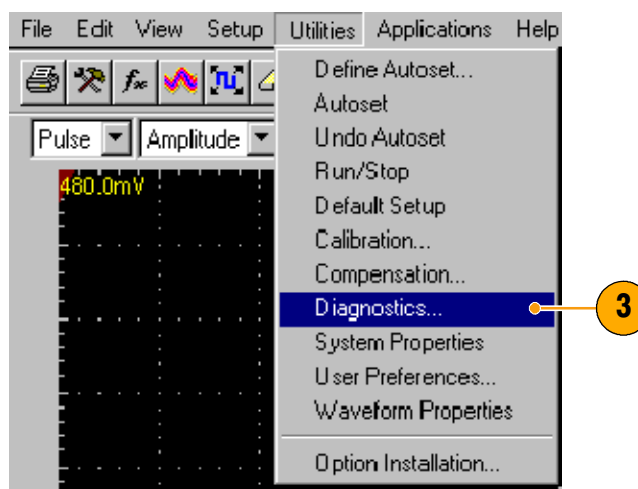 File Edit View Setup Utilities Applications Help
Pulse Amplitude
480.0mV
Define Autoset...
Autoset
Undo Autoset
Run/Stop
Default Setup
Calibration...
Compensation...
Diagnostics...
3
System Properties
User Preferences...
Waveform Properties
Option Installation...